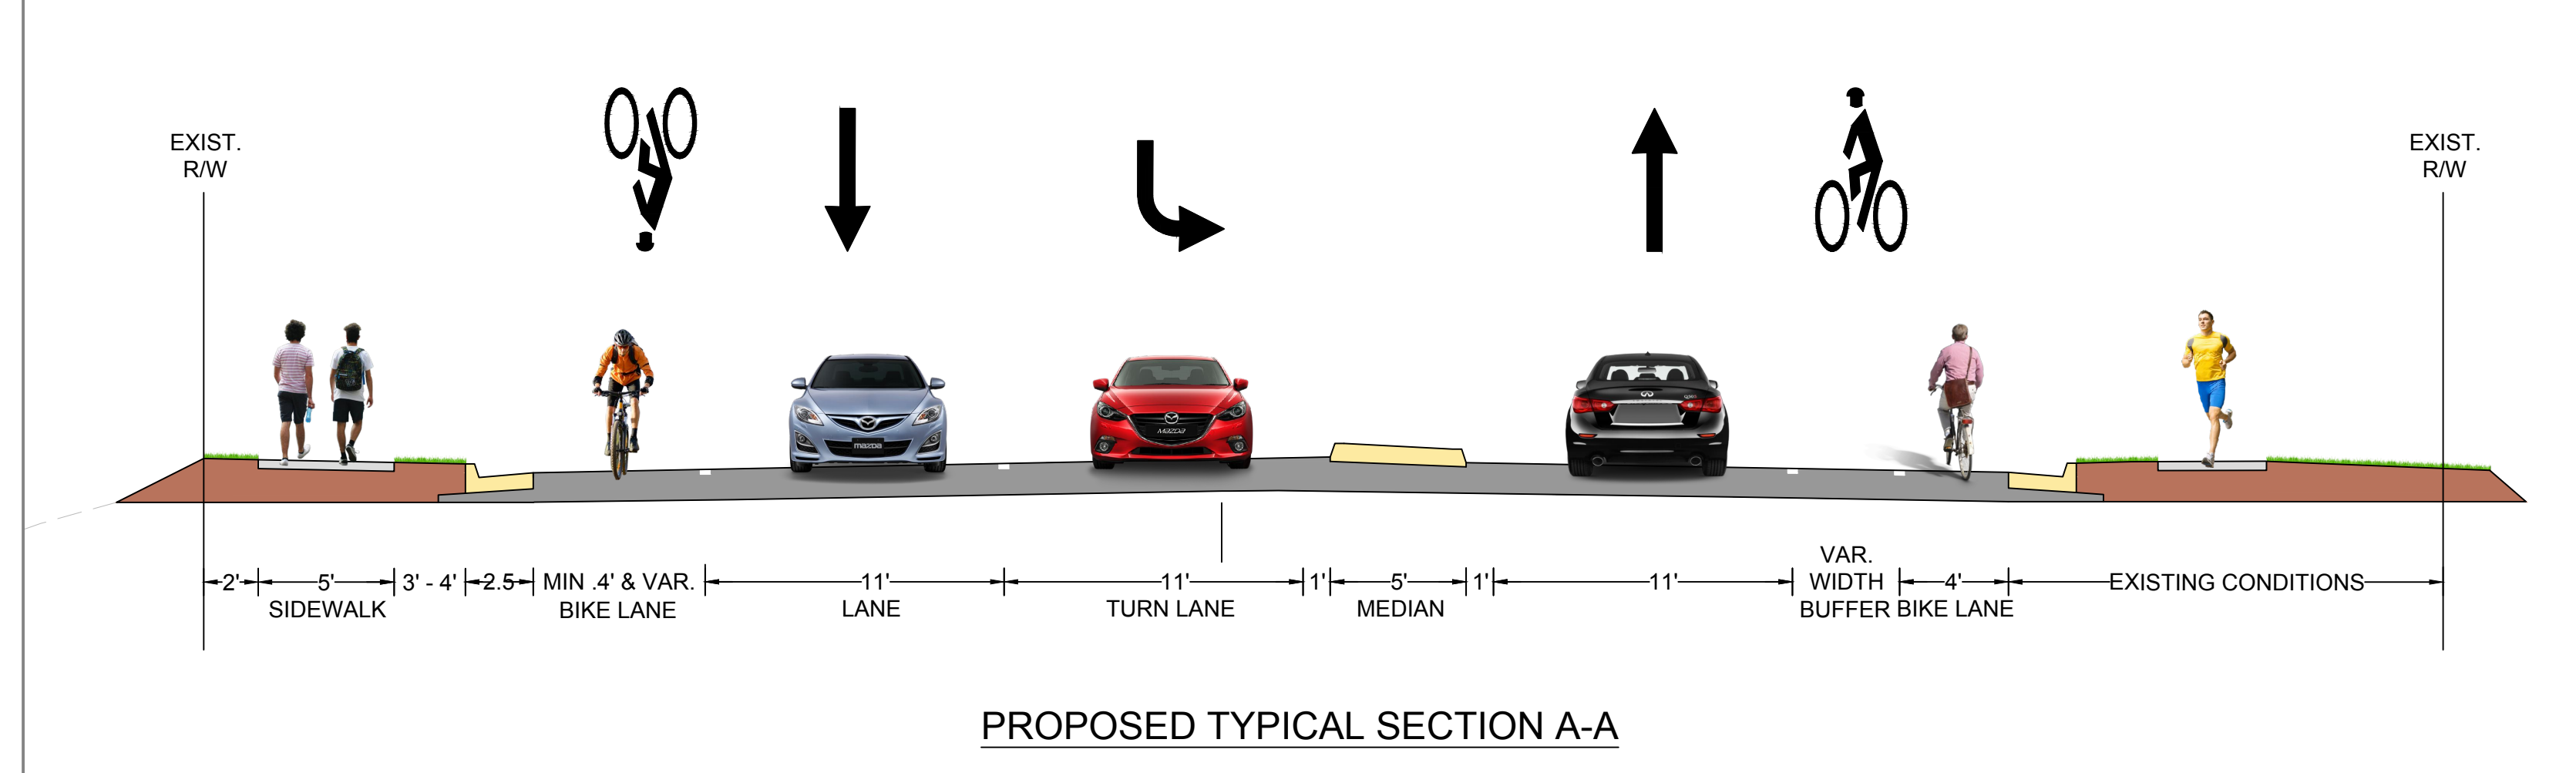 EXIST.
R/W
EXIST.
R/W
mazda
mazda
2'
5'
3' - 4'
2.5
MIN .4' & VAR.
11'
11'
1'
5'
1'
11'
VAR.
WIDTH
BUFFER
4'
EXISTING CONDITIONS
SIDEWALK
BIKE LANE
LANE
TURN LANE
MEDIAN
BIKE LANE
PROPOSED TYPICAL SECTION A-A